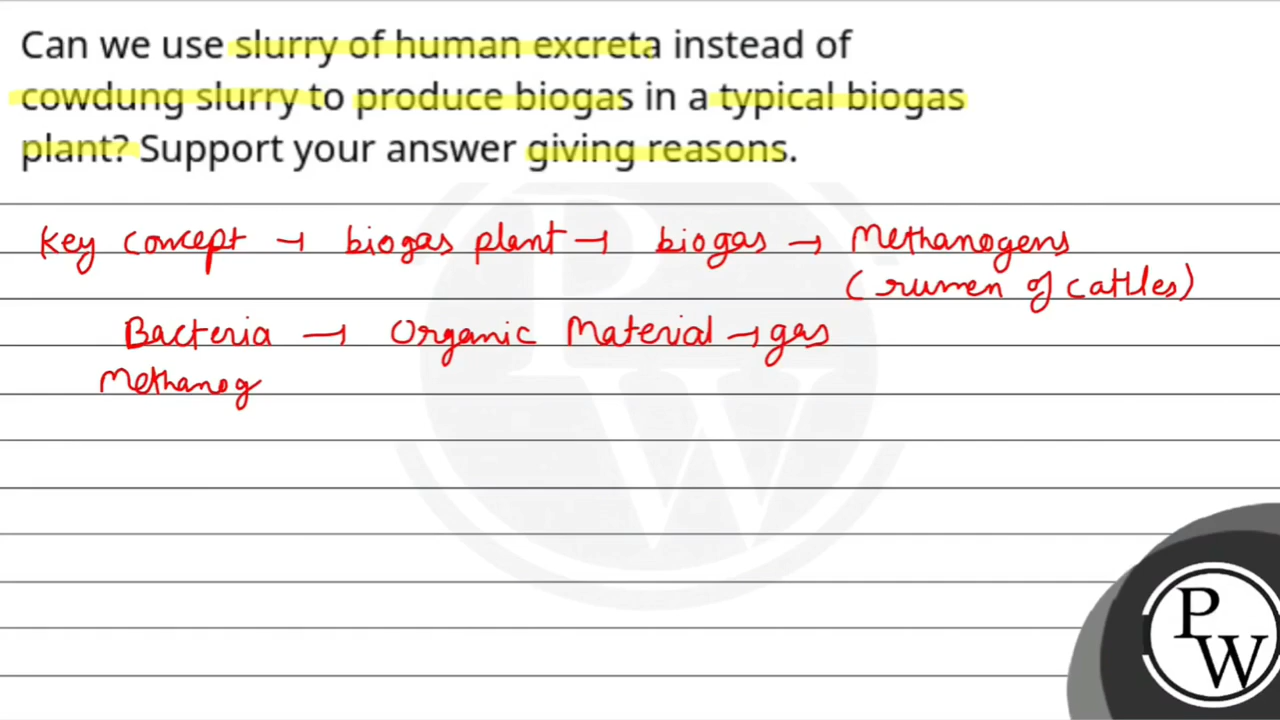 Can we use slurry of human excreta instead of
cowdung slurry to produce biogas in a typical biogas
plant? Support your answer giving reasons.
Key concept → biogas plant → biogas → Methanogens
(rumen of cattles)
Bacteria → Organic Material → gas
Methanog
P
W
P
W